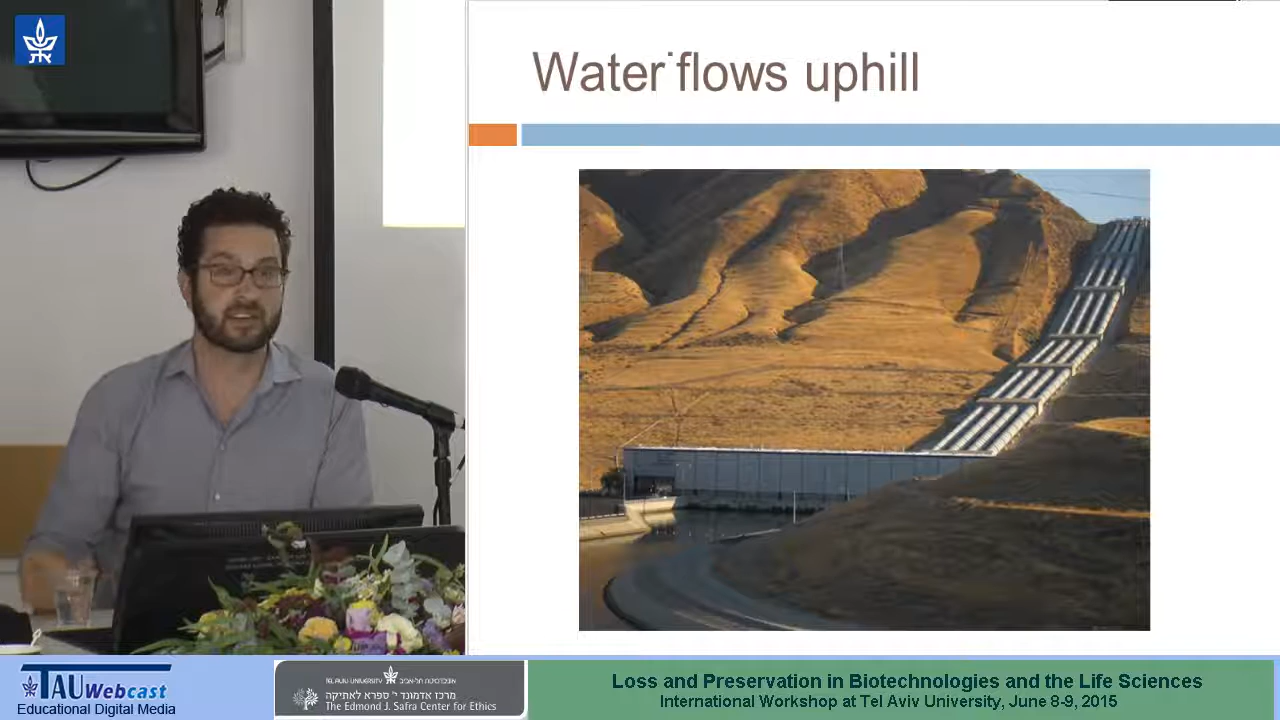 Water flows uphill
TAU Webcast
Educational Digital Media
TEL AVIV UNIVERSITY אוניברסיטת תל-אביב
מרכז אדמונד י' ספרא לאתיקה
The Edmond J. Safra Center for Ethics
Loss and Preservation in Biotechnologies and the Life Sciences
International Workshop at Tel Aviv University, June 8-9, 2015